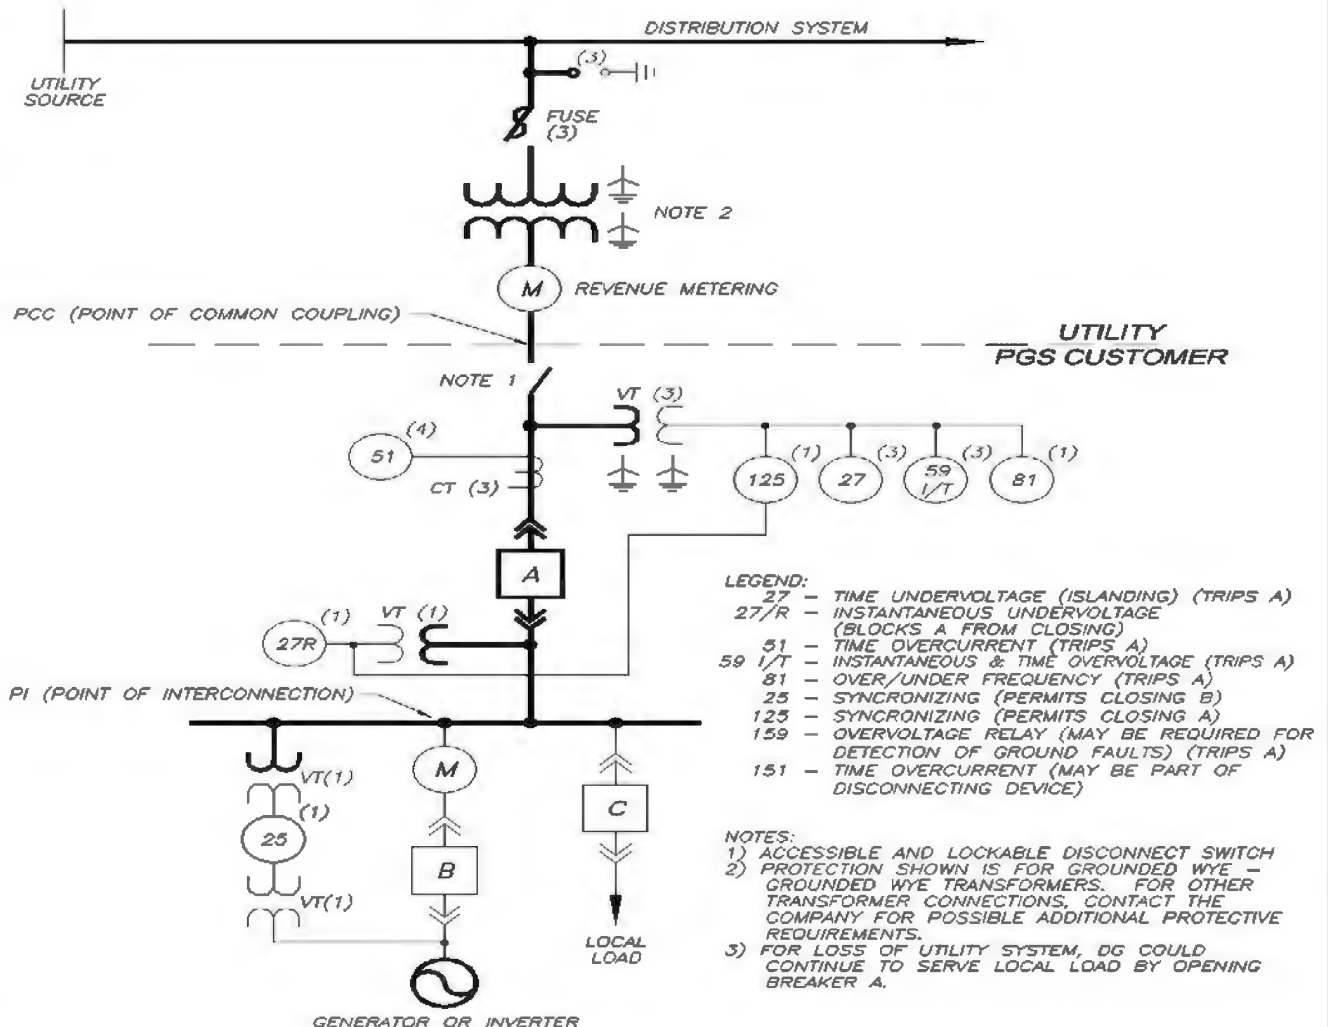 DISTRIBUTION SYSTEM
UTILITY
SOURCE
(3)
FUSE
(3)
NOTE 2
M
REVENUE METERING
PCC (POINT OF COMMON COUPLING)
UTILITY
PGS CUSTOMER
NOTE 1
VT (3)
51
(4)
CT (3)
125
(1)
27
(3)
59
I/T
(3)
81
(1)
A
VT (1)
27R
(1)
PI (POINT OF INTERCONNECTION)
LEGEND:
27 – TIME UNDERVOLTAGE (ISLANDING) (TRIPS A)
27/R – INSTANTANEOUS UNDERVOLTAGE
(BLOCKS A FROM CLOSING)
51 – TIME OVERCURRENT (TRIPS A)
59 I/T – INSTANTANEOUS & TIME OVERVOLTAGE (TRIPS A)
81 – OVER/UNDER FREQUENCY (TRIPS A)
25 – SYNCRONIZING (PERMITS CLOSING B)
125 – SYNCRONIZING (PERMITS CLOSING A)
159 – OVERVOLTAGE RELAY (MAY BE REQUIRED FOR
DETECTION OF GROUND FAULTS) (TRIPS A)
151 – TIME OVERCURRENT (MAY BE PART OF
DISCONNECTING DEVICE)
VT(1)
25
(1)
VT(1)
M
B
C
LOCAL
LOAD
GENERATOR OR INVERTER
NOTES:
1) ACCESSIBLE AND LOCKABLE DISCONNECT SWITCH
2) PROTECTION SHOWN IS FOR GROUNDED WYE –
GROUNDED WYE TRANSFORMERS. FOR OTHER
TRANSFORMER CONNECTIONS, CONTACT THE
COMPANY FOR POSSIBLE ADDITIONAL PROTECTIVE
REQUIREMENTS.
3) FOR LOSS OF UTILITY SYSTEM, DG COULD
CONTINUE TO SERVE LOCAL LOAD BY OPENING
BREAKER A.